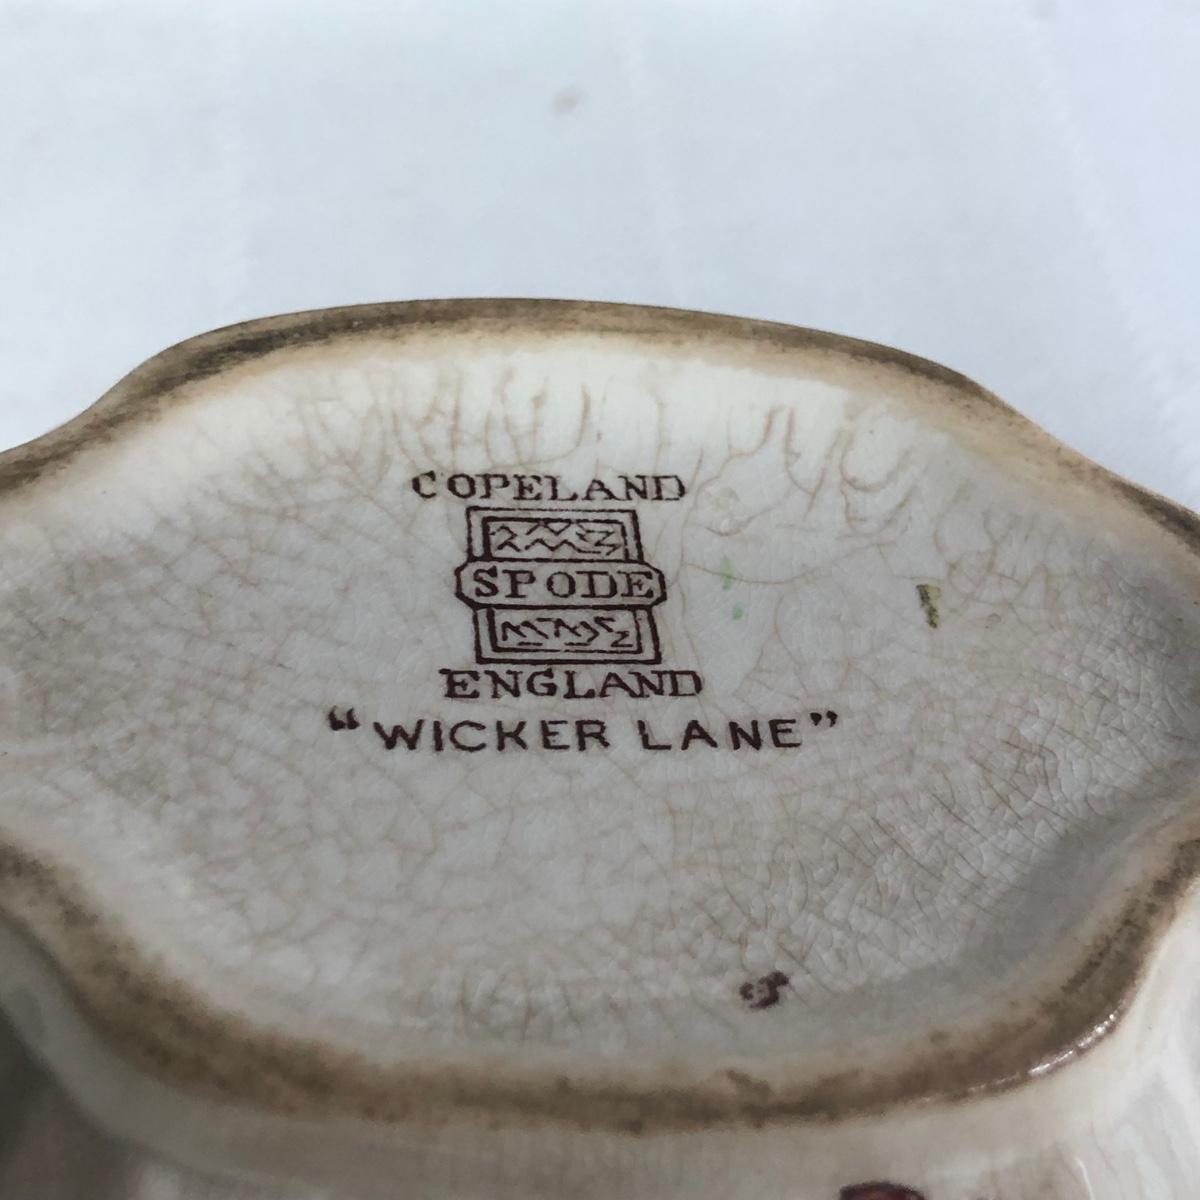 COPELAND
SPODE
ENGLAND
“WICKER LANE”